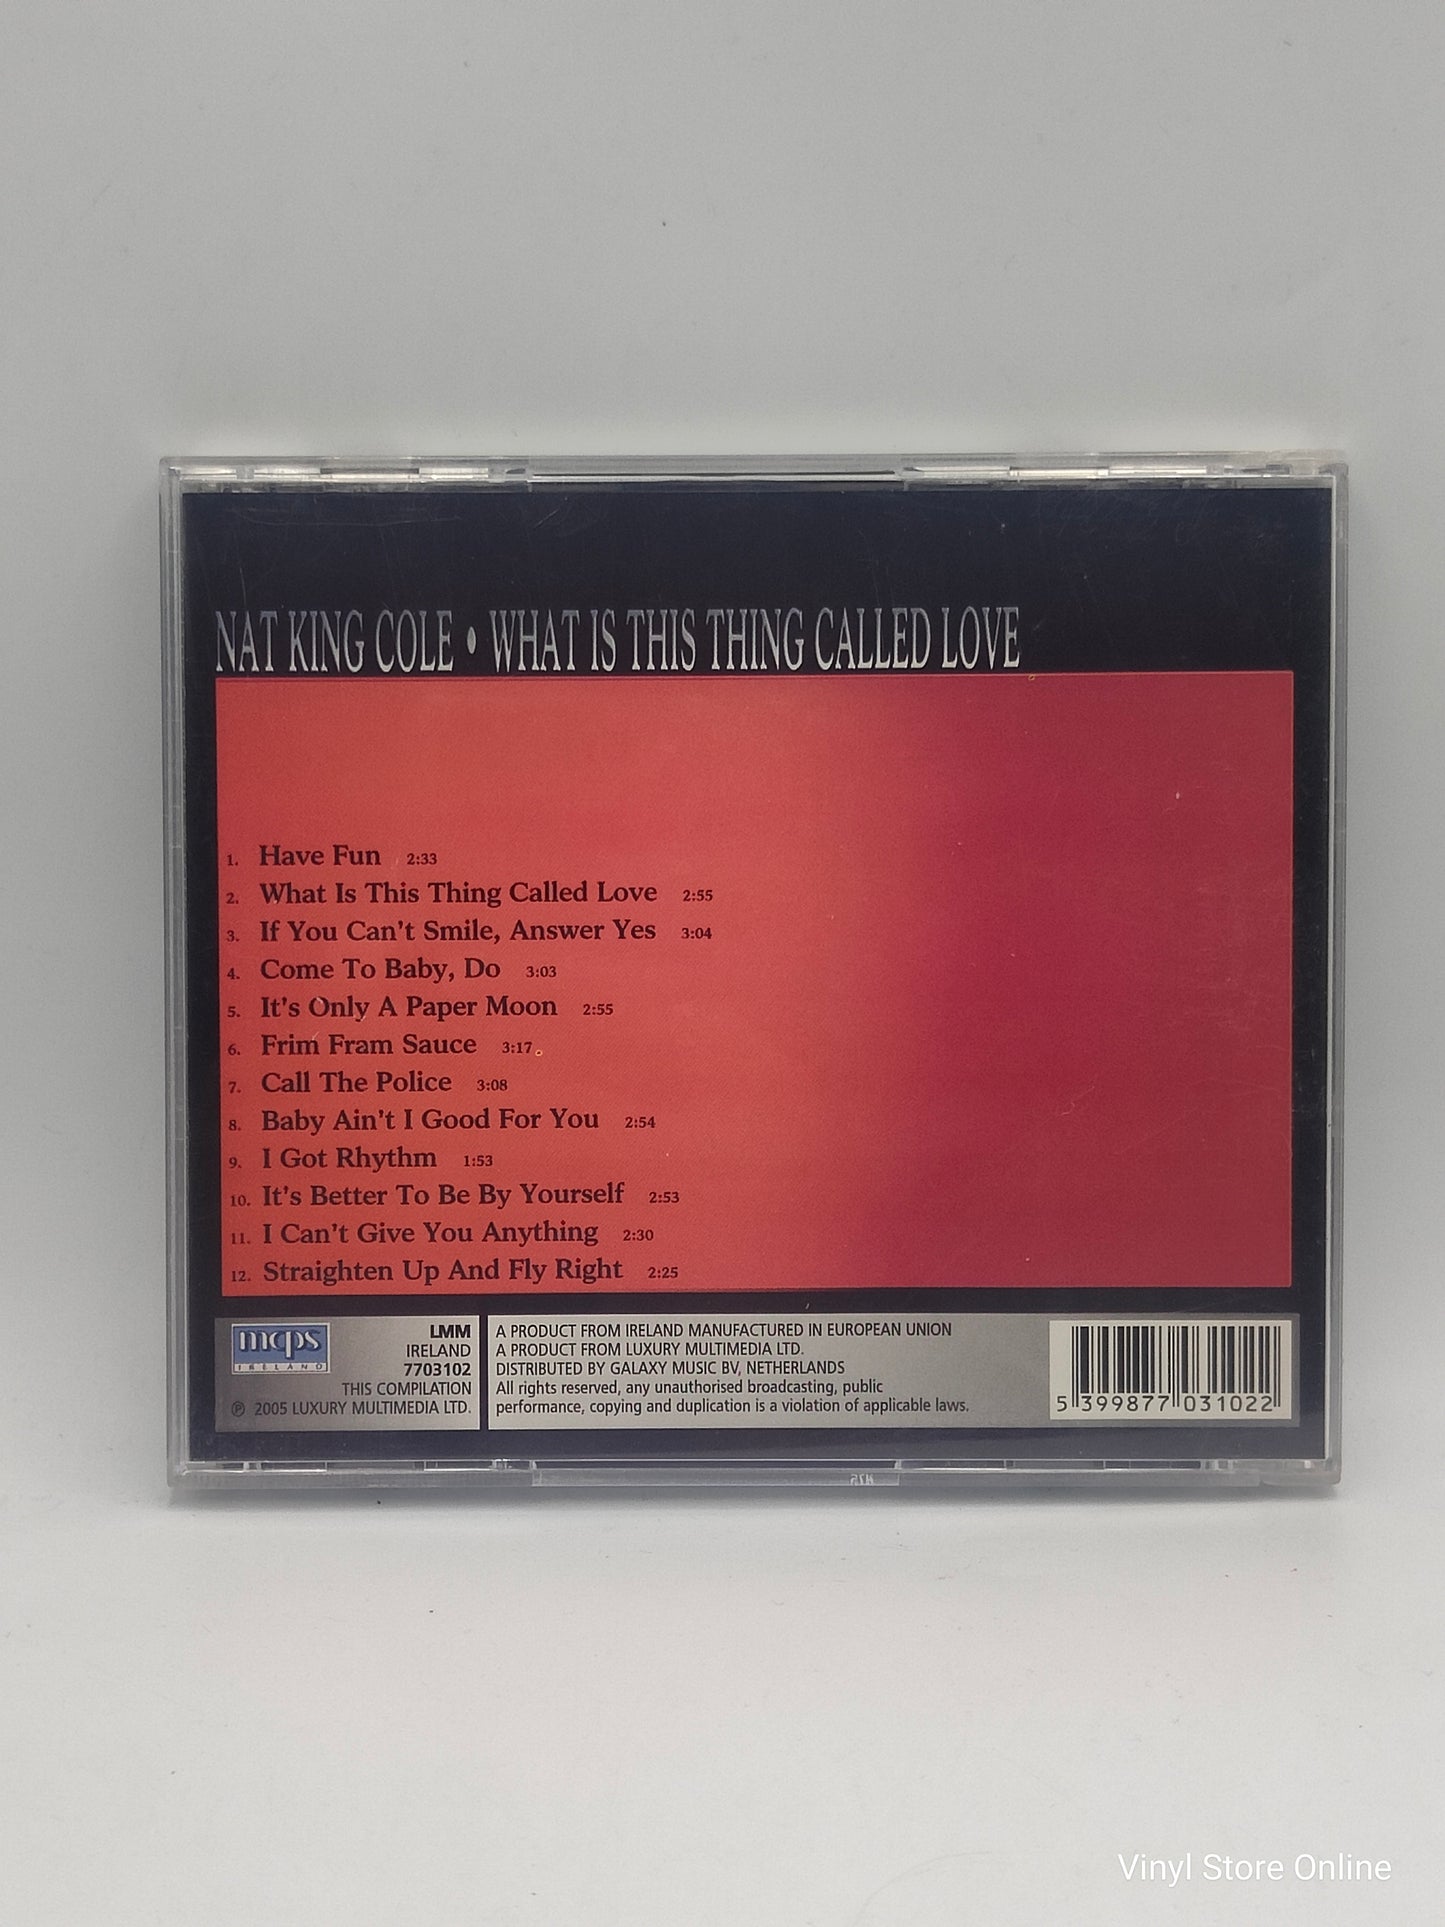 NAT KING COLE • WHAT IS THIS THING CALLED LOVE
1. Have Fun 2:33
2. What Is This Thing Called Love 2:55
3. If You Can't Smile, Answer Yes 3:04
4. Come To Baby, Do 3:03
5. It's Only A Paper Moon 2:55
6. Frim Fram Sauce 3:17
7. Call The Police 3:08
8. Baby Ain't I Good For You 2:54
9. I Got Rhythm 1:53
10. It's Better To Be By Yourself 2:53
11. I Can't Give You Anything 2:30
12. Straighten Up And Fly Right 2:25
mcps
IRELAND
LMM
IRELAND
7703102
THIS COMPILATION
℗ 2005 LUXURY MULTIMEDIA LTD.
A PRODUCT FROM IRELAND MANUFACTURED IN EUROPEAN UNION
A PRODUCT FROM LUXURY MULTIMEDIA LTD.
DISTRIBUTED BY GALAXY MUSIC BV, NETHERLANDS
All rights reserved, any unauthorised broadcasting, public
performance, copying and duplication is a violation of applicable laws.
5 399877 031022
Vinyl Store Online